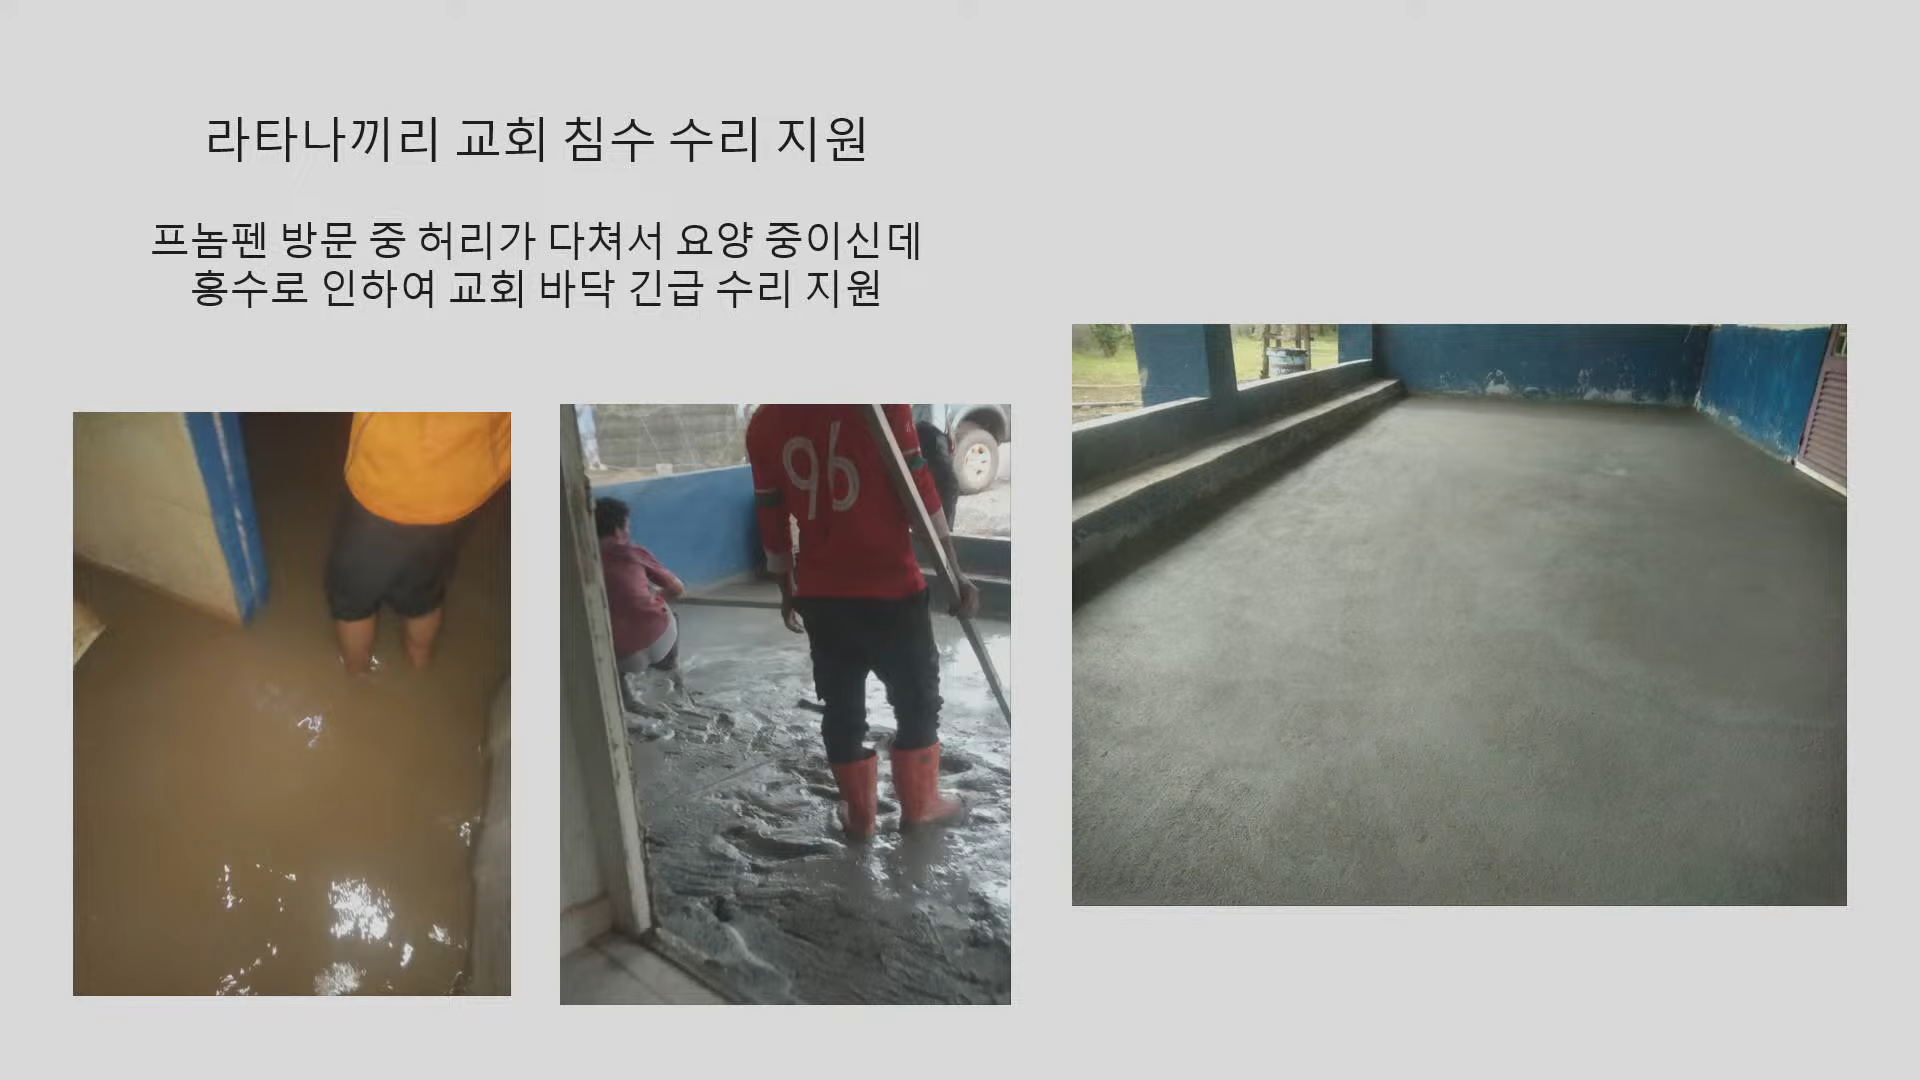 라타나끼리 교회 침수 수리 지원
프놈펜 방문 중 허리가 다쳐서 요양 중이신데
홍수로 인하여 교회 바닥 긴급 수리 지원
96